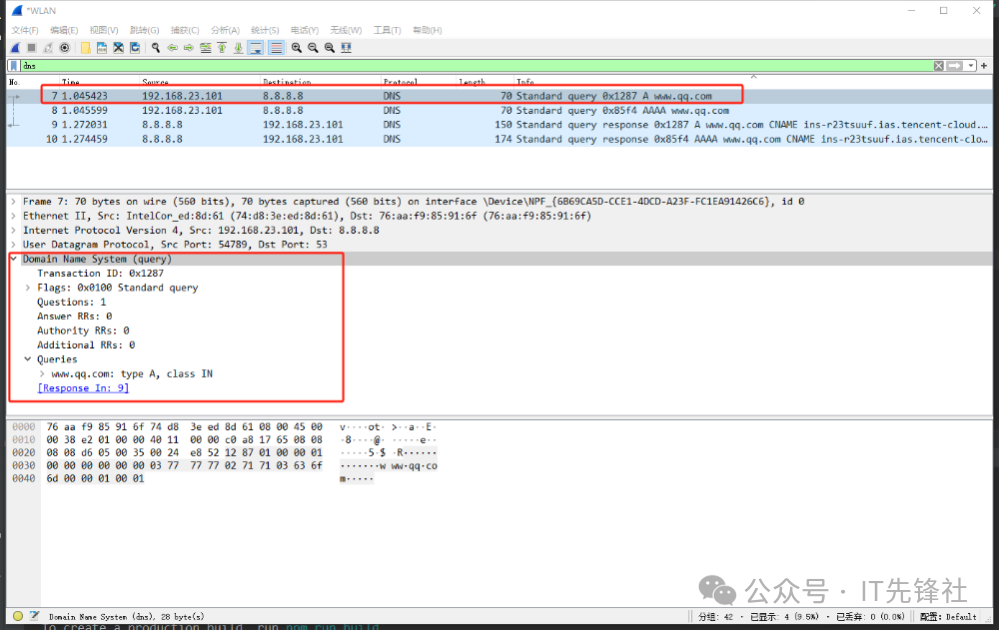 *WLAN
文件(F) 编辑(E) 视图(V) 跳转(G) 捕获(C) 分析(A) 统计(S) 电话(Y) 无线(W) 工具(T) 帮助(H)
dns
No. Time Source Destination Protocol Length Info
7 1.045423 192.168.23.101 8.8.8.8 DNS 70 Standard query 0x1287 A www.qq.com
8 1.045599 192.168.23.101 8.8.8.8 DNS 70 Standard query 0x85f4 AAAA www.qq.com
9 1.272031 8.8.8.8 192.168.23.101 DNS 150 Standard query response 0x1287 A www.qq.com CNAME ins-r23tsuuf.ias.tencent-cloud.…
10 1.274459 8.8.8.8 192.168.23.101 DNS 174 Standard query response 0x85f4 AAAA www.qq.com CNAME ins-r23tsuuf.ias.tencent-clo…
Frame 7: 70 bytes on wire (560 bits), 70 bytes captured (560 bits) on interface \Device\NPF_{6B69CA5D-CCE1-4DCD-A23F-FC1EA91426C6}, id 0
Ethernet II, Src: IntelCor_ed:8d:61 (74:d8:3e:ed:8d:61), Dst: 76:aa:f9:85:91:6f (76:aa:f9:85:91:6f)
Internet Protocol Version 4, Src: 192.168.23.101, Dst: 8.8.8.8
User Datagram Protocol, Src Port: 54789, Dst Port: 53
Domain Name System (query)
Transaction ID: 0x1287
Flags: 0x0100 Standard query
Questions: 1
Answer RRs: 0
Authority RRs: 0
Additional RRs: 0
Queries
www.qq.com: type A, class IN
[Response In: 9]
0000 76 aa f9 85 91 6f 74 d8 3e ed 8d 61 08 00 45 00 v····ot· >··a··E·
0010 00 38 e2 01 00 00 40 11 00 00 c0 a8 17 65 08 08 ·8····@· ·····e··
0020 08 08 d6 05 00 35 00 24 e8 52 12 87 01 00 00 01 ·····5·$ ·R······
0030 00 00 00 00 00 00 03 77 77 77 02 71 71 03 63 6f ·······w ww·qq·co
0040 6d 00 00 01 00 01 m·····
公众号 · IT先锋社
Domain Name System (dns), 28 byte(s) 分组: 42 · 已显示: 4 (9.5%) · 已丢弃: 0 (0.0%) 配置: Default
To create a production build, run npm run build